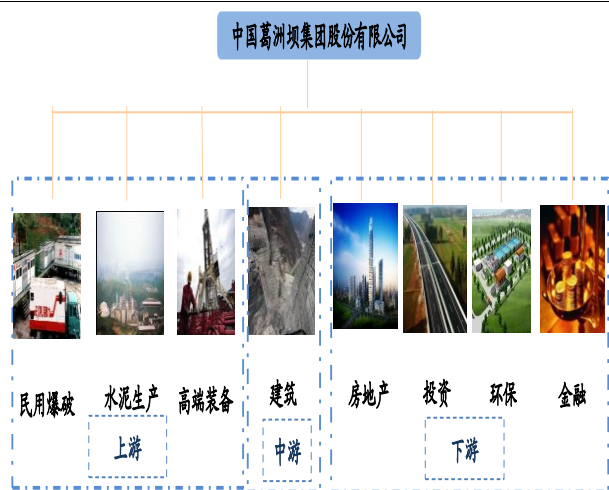 中国葛洲坝集团股份有限公司
民用爆破
水泥生产
高端装备
建筑
房地产
投资
环保
金融
上游
中游
下游